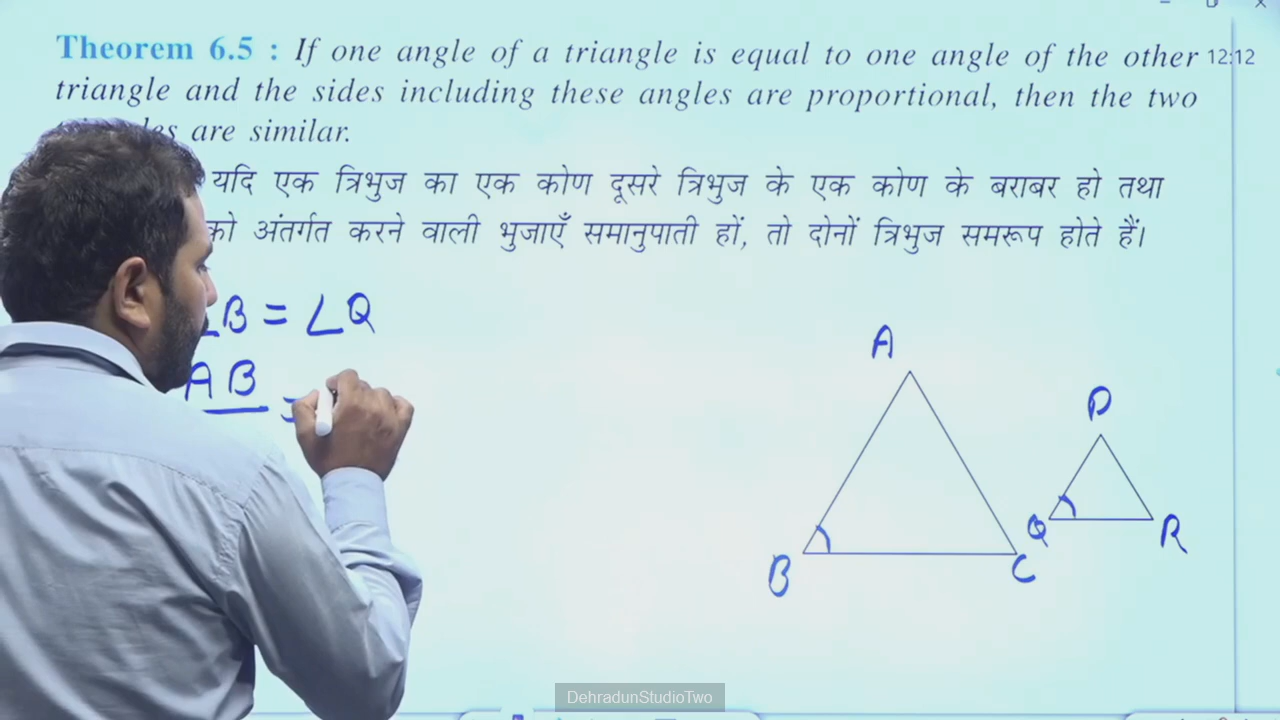 Theorem 6.5 : If one angle of a triangle is equal to one angle of the other
12:12
triangle and the sides including these angles are proportional, then the two
are similar.
यदि एक त्रिभुज का एक कोण दूसरे त्रिभुज के एक कोण के बराबर हो तथा
को अंतर्गत करने वाली भुजाएँ समानुपाती हों, तो दोनों त्रिभुज समरूप होते हैं।
∠B = ∠Q
AB =
A
B
C
P
Q
R
DehradunStudioTwo